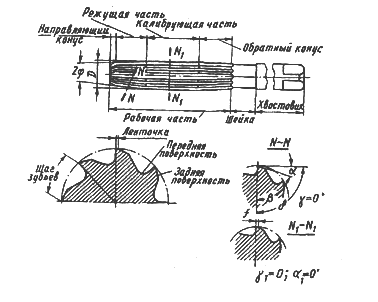 Режущая часть
Калибрующая часть
Направляющий
конус
N₁
Обратный конус
2φ
D
N
N
N₁
Рабочая часть
Шейка
Хвостовик
Ленточка
Передняя
поверхность
Задняя
поверхность
Шаг
зубьев
N-N
α
β
γ=0°
f
N₁-N₁
γ₁=0; α₁=0°